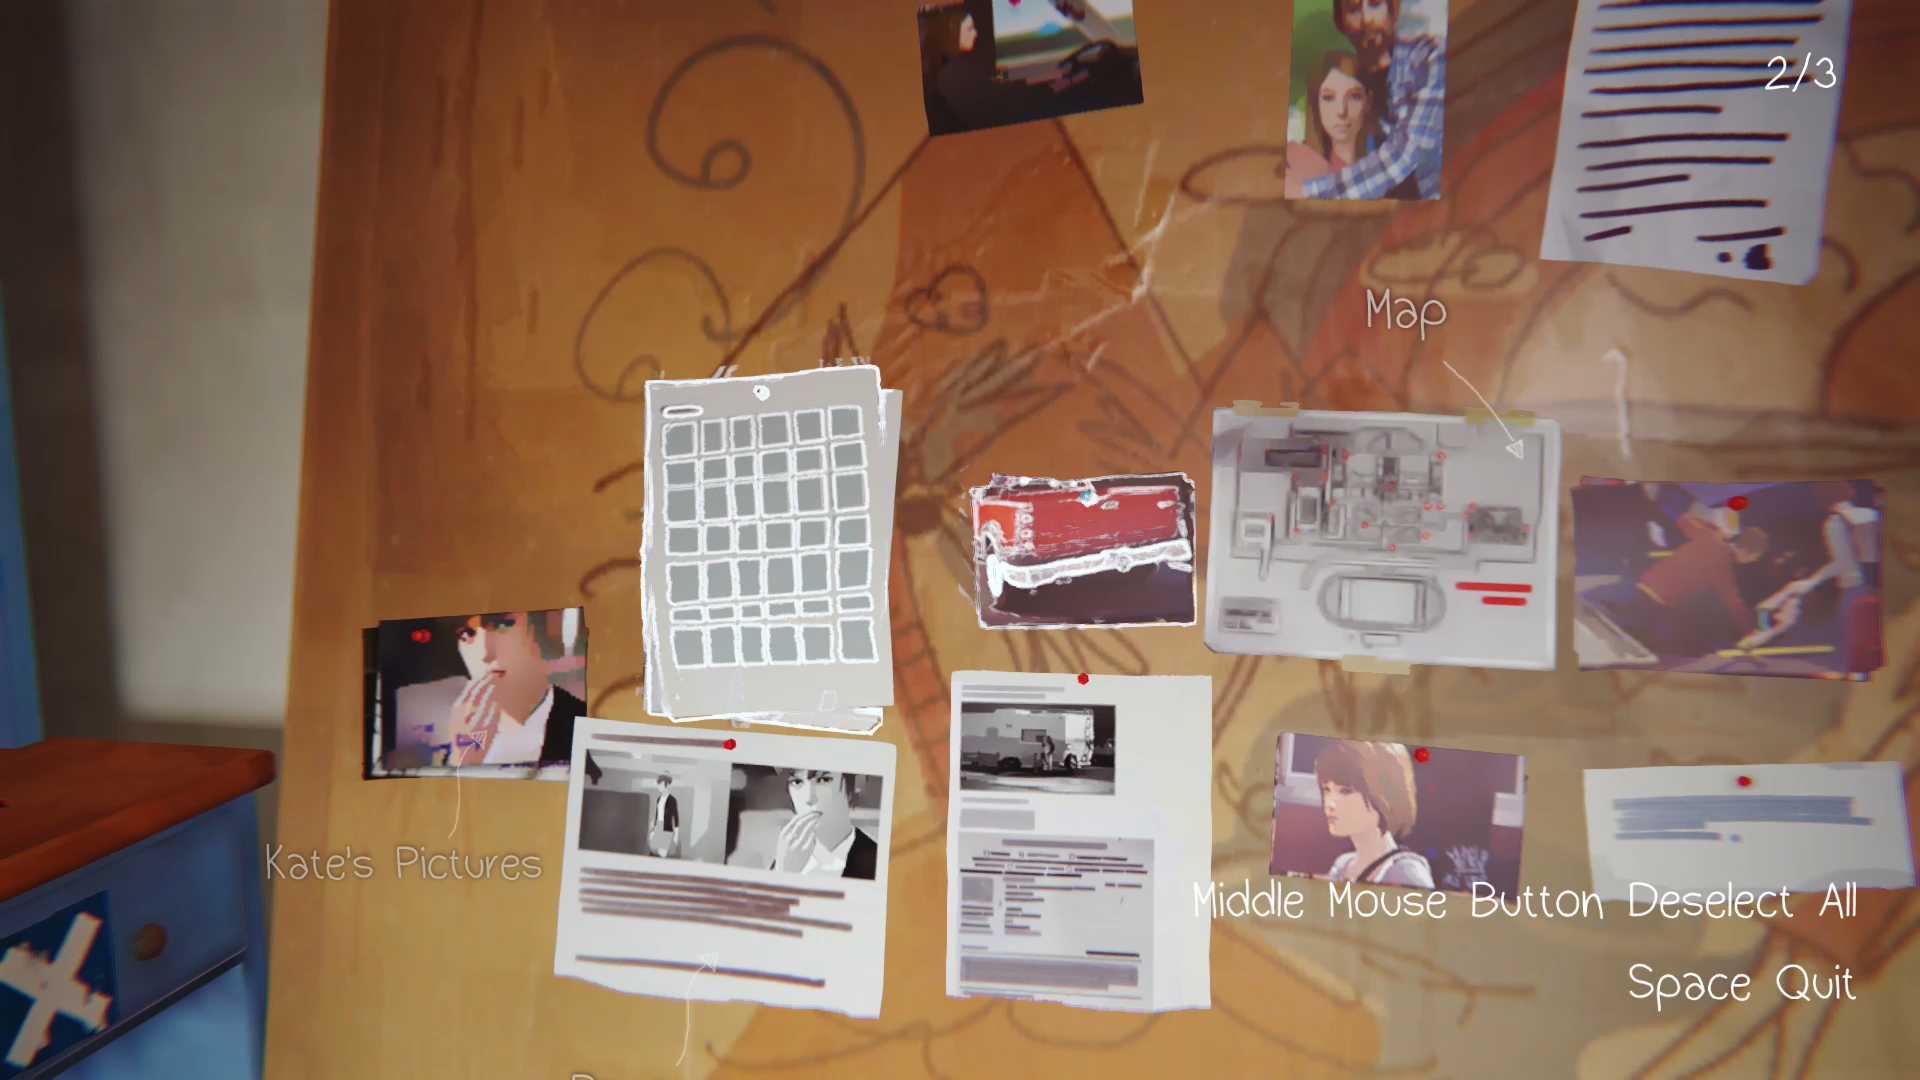 2/3
Map
Kate's Pictures
Middle Mouse Button Deselect All
Space Quit